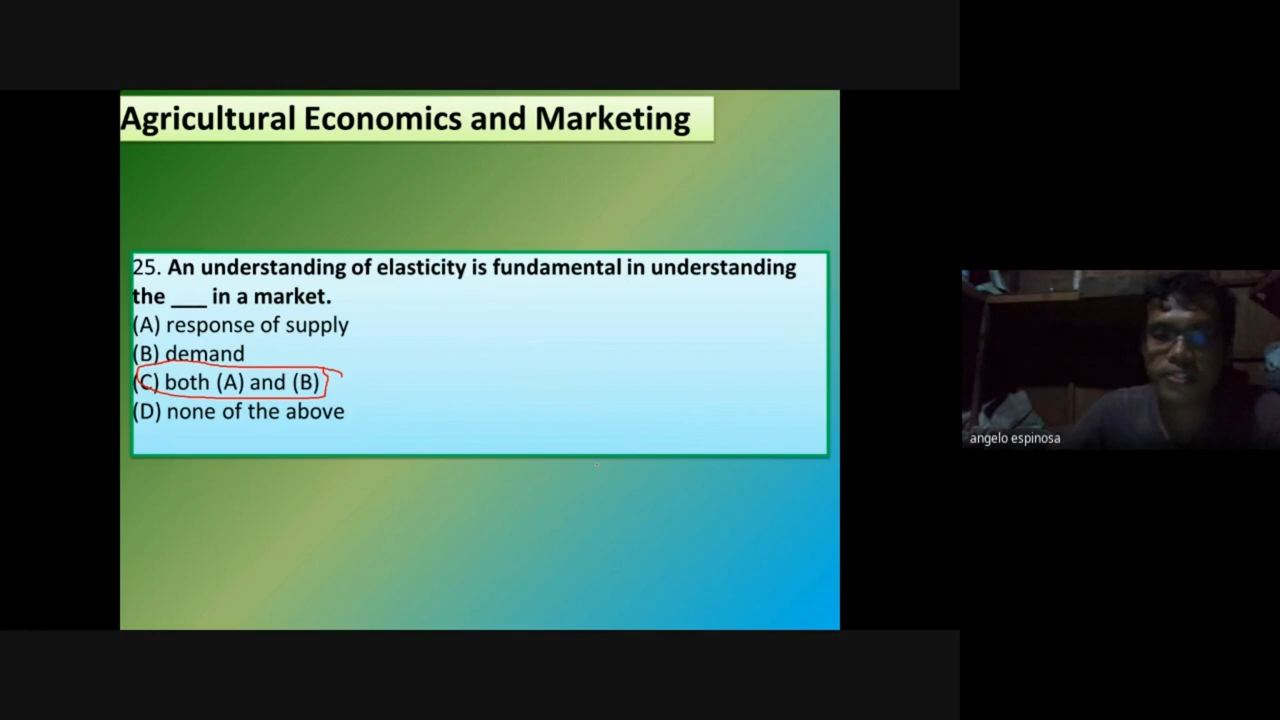 Agricultural Economics and Marketing
25. An understanding of elasticity is fundamental in understanding
the ___ in a market.
(A) response of supply
(B) demand
(C) both (A) and (B)
(D) none of the above
angelo espinosa